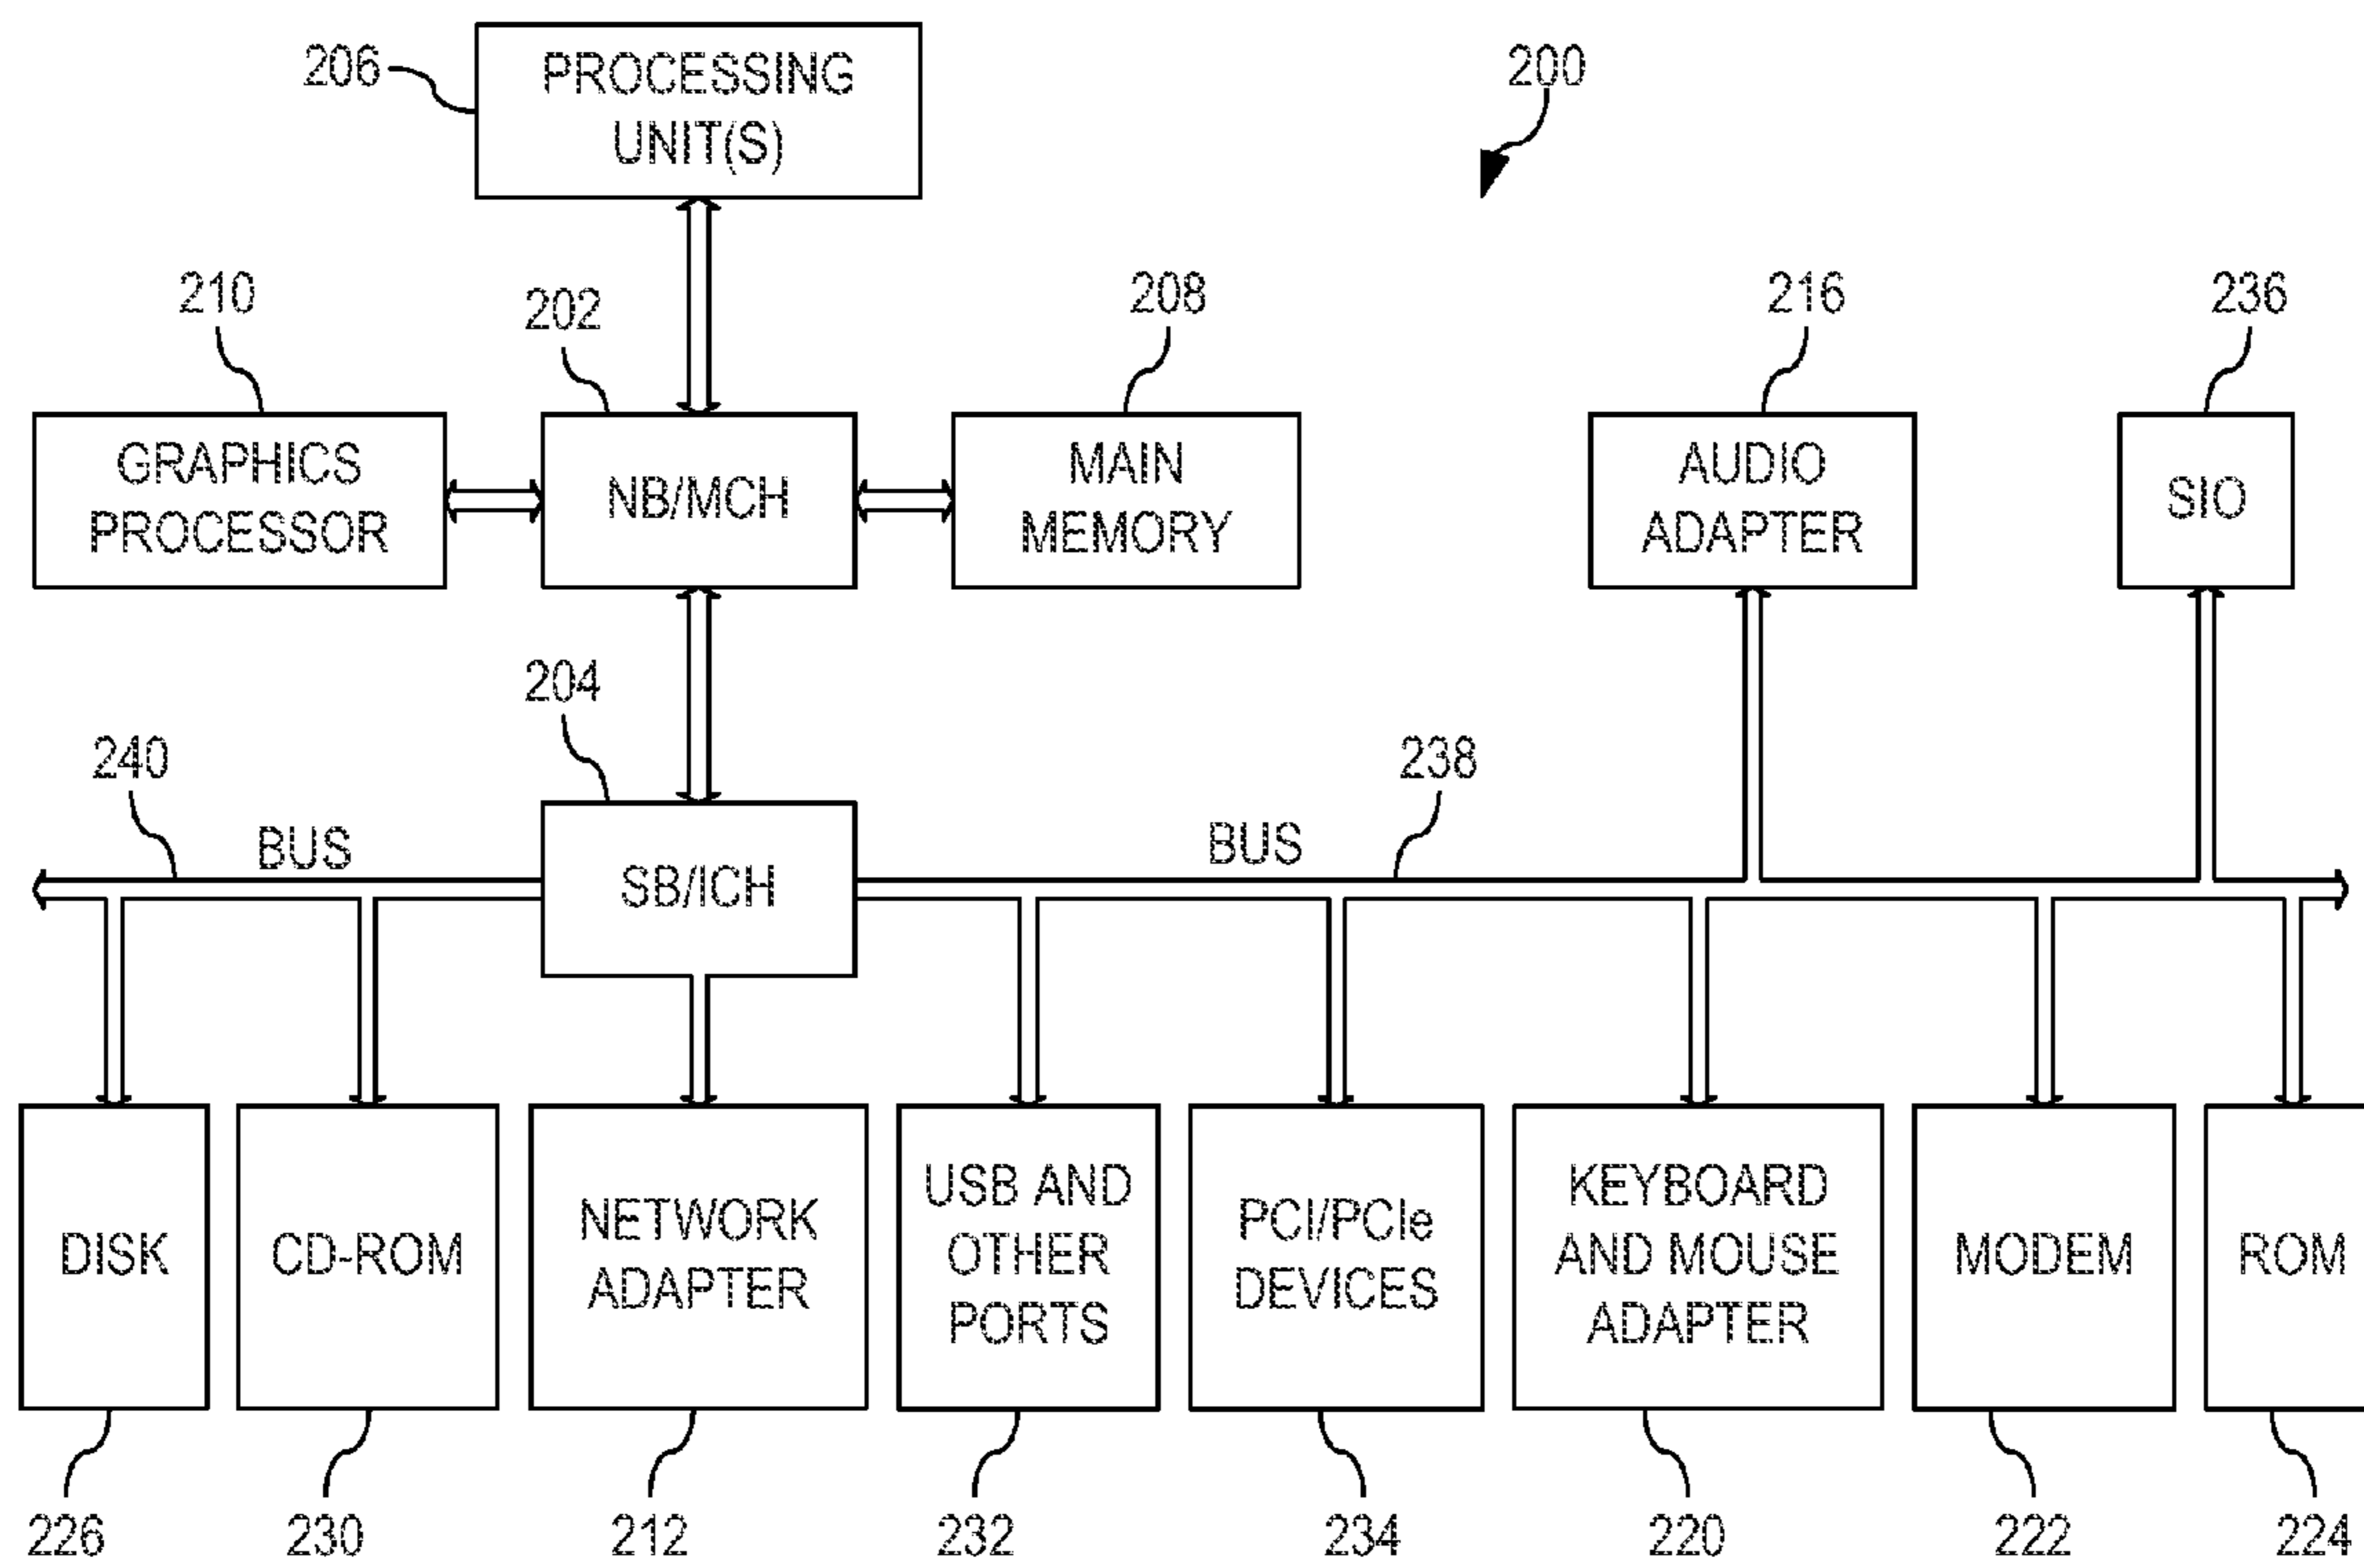 206
PROCESSING
UNIT(S)
200
210
202
208
216
236
GRAPHICS
PROCESSOR
NB/MCH
MAIN
MEMORY
AUDIO
ADAPTER
SIO
204
240
238
BUS
SB/ICH
BUS
DISK
CD-ROM
NETWORK
ADAPTER
USB AND
OTHER
PORTS
PCI/PCIe
DEVICES
KEYBOARD
AND MOUSE
ADAPTER
MODEM
ROM
226
230
212
232
234
220
222
224